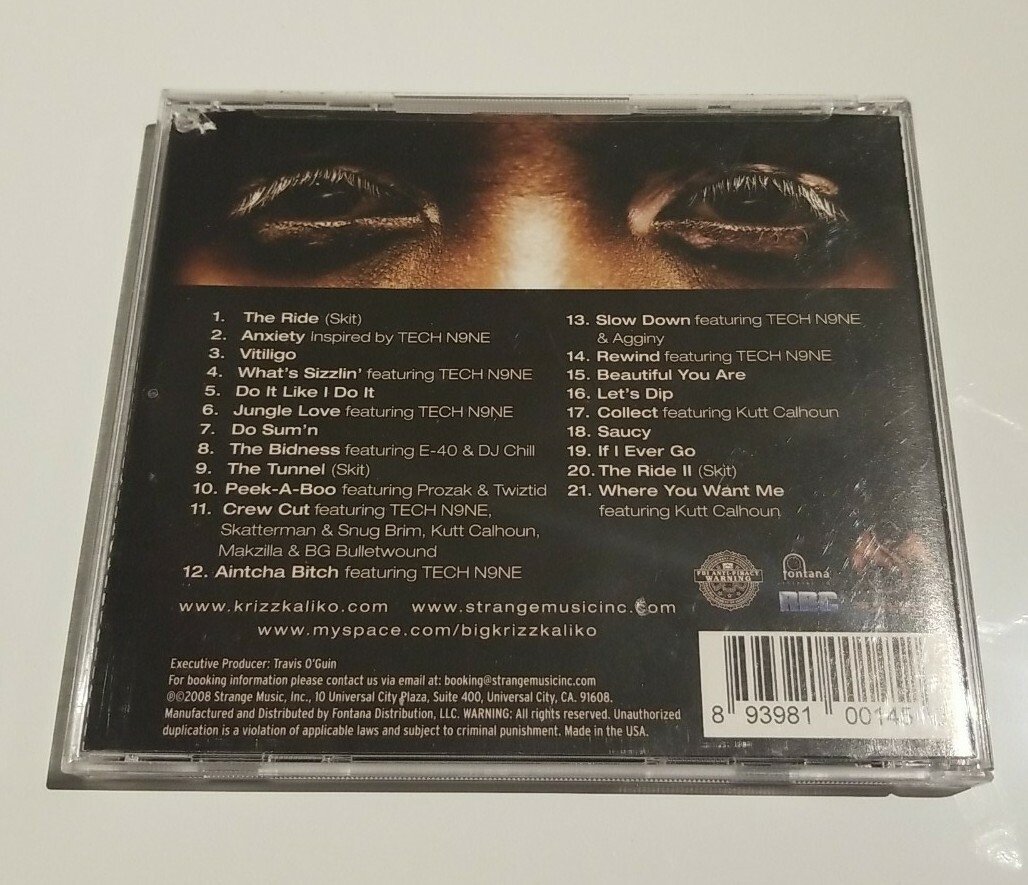 1. The Ride (Skit)
2. Anxiety Inspired by TECH N9NE
3. Vitiligo
4. What's Sizzlin' featuring TECH N9NE
5. Do It Like I Do It
6. Jungle Love featuring TECH N9NE
7. Do Sum'n
8. The Bidness featuring E-40 & DJ Chill
9. The Tunnel (Skit)
10. Peek-A-Boo featuring Prozak & Twiztid
11. Crew Cut featuring TECH N9NE,
Skatterman & Snug Brim, Kutt Calhoun,
Makzilla & BG Bulletwound
12. Aintcha Bitch featuring TECH N9NE
13. Slow Down featuring TECH N9NE
& Agginy
14. Rewind featuring TECH N9NE
15. Beautiful You Are
16. Let's Dip
17. Collect featuring Kutt Calhoun
18. Saucy
19. If I Ever Go
20. The Ride II (Skit)
21. Where You Want Me
featuring Kutt Calhoun
www.krizzkaliko.com www.strangemusicinc.com
www.myspace.com/bigkrizzkaliko
FBI ANTI-PIRACY
WARNING
fontana
RBC
Executive Producer: Travis O'Guin
For booking information please contact us via email at: booking@strangemusicinc.com
℗©2008 Strange Music, Inc., 10 Universal City Plaza, Suite 400, Universal City, CA. 91608.
Manufactured and Distributed by Fontana Distribution, LLC. WARNING: All rights reserved. Unauthorized
duplication is a violation of applicable laws and subject to criminal punishment. Made in the USA.
8 93981 00145